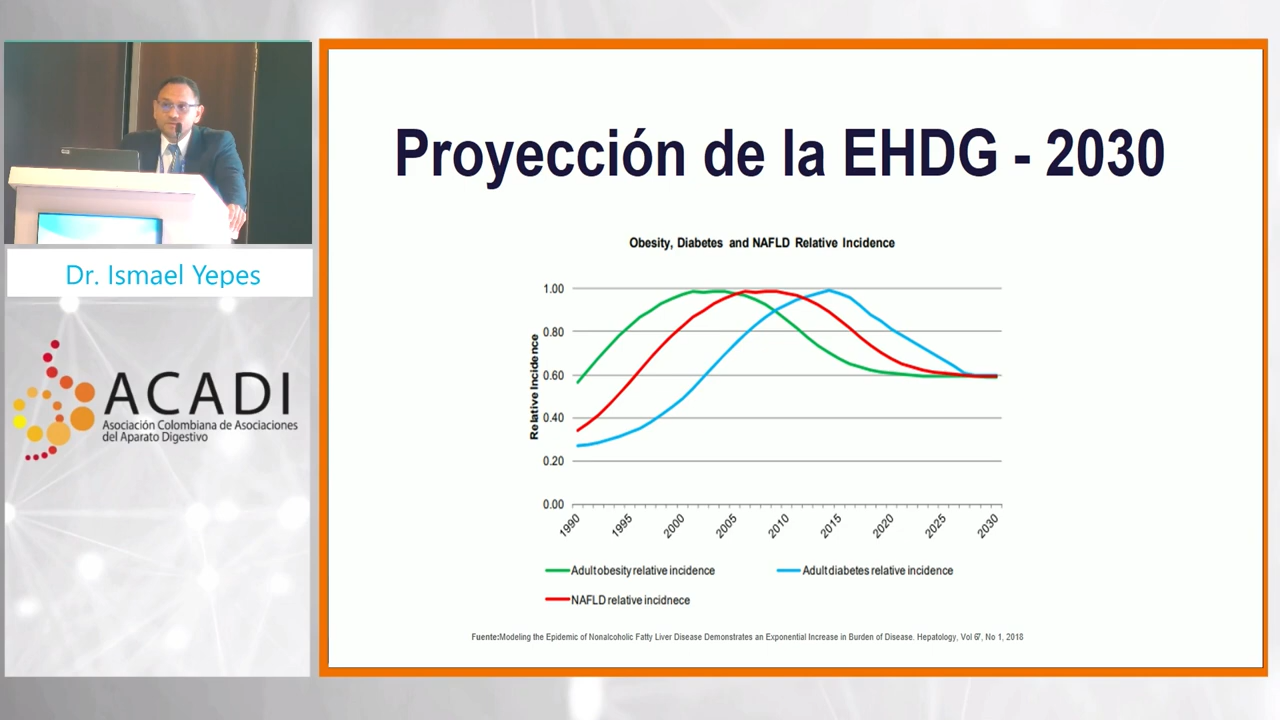 Dr. Ismael Yepes
ACADI
Asociación Colombiana de Asociaciones
del Aparato Digestivo
Proyección de la EHDG - 2030
Obesity, Diabetes and NAFLD Relative Incidence
Relative Incidence
1.00
0.80
0.60
0.40
0.20
0.00
1990
1995
2000
2005
2010
2015
2020
2025
2030
Adult obesity relative incidence
Adult diabetes relative incidence
NAFLD relative incidnece
Fuente:Modeling the Epidemic of Nonalcoholic Fatty Liver Disease Demonstrates an Exponential Increase in Burden of Disease. Hepatology, Vol 67, No 1, 2018